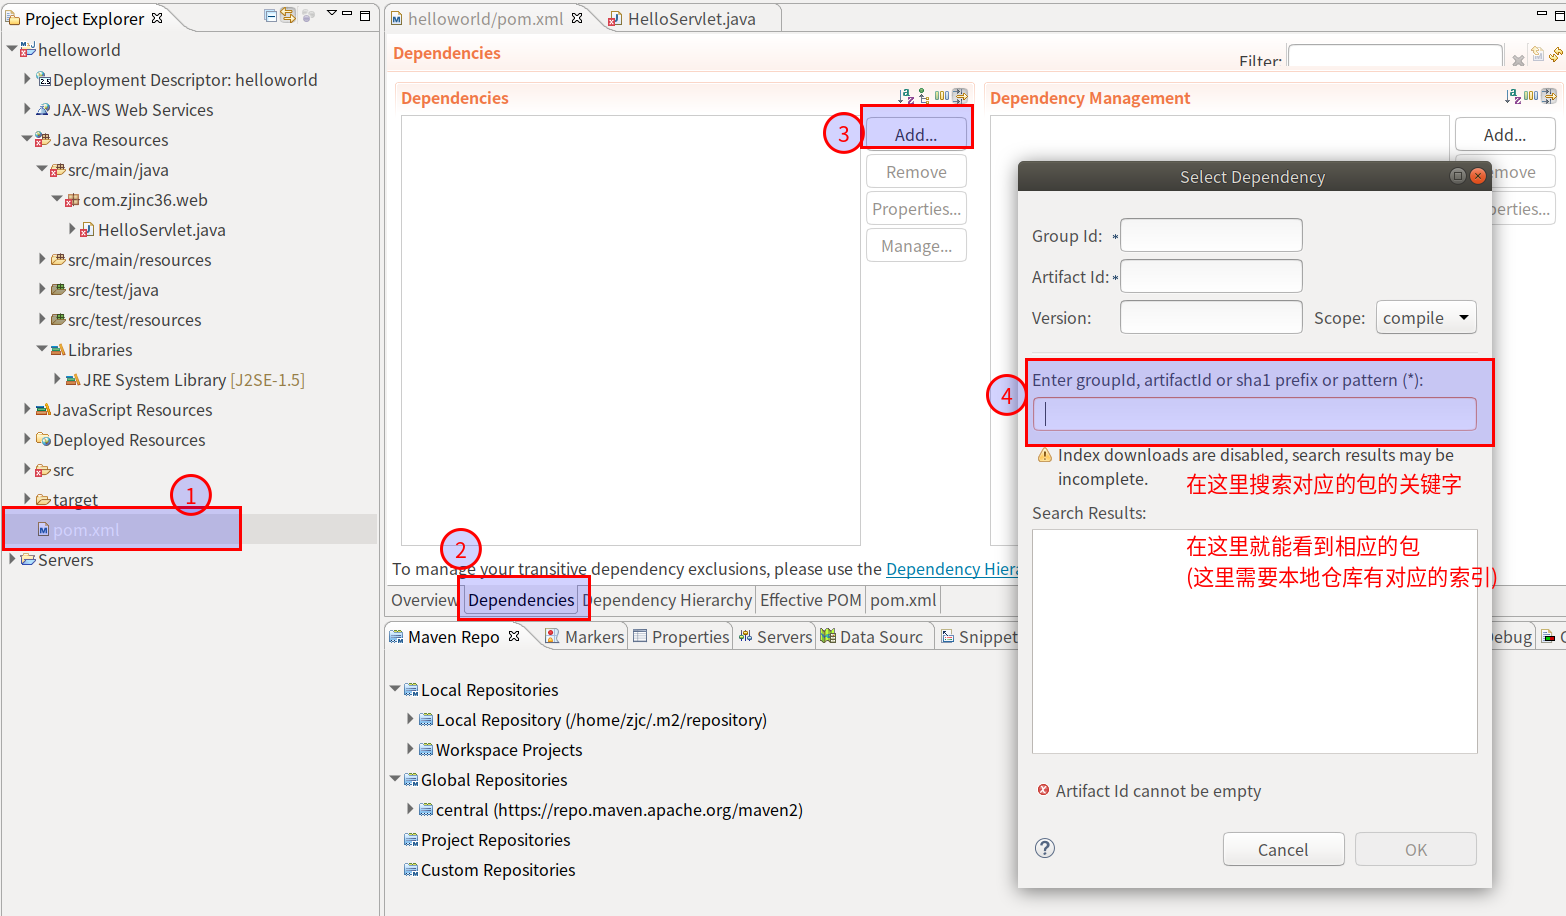 Project Explorer
helloworld
Deployment Descriptor: helloworld
JAX-WS Web Services
Java Resources
src/main/java
com.zjinc36.web
HelloServlet.java
src/main/resources
src/test/java
src/test/resources
Libraries
JRE System Library [J2SE-1.5]
JavaScript Resources
Deployed Resources
src
target
1
pom.xml
Servers
helloworld/pom.xml
HelloServlet.java
Dependencies
Filter:
Dependencies
3
Add...
Remove
Properties...
Manage...
Dependency Management
Add...
emove
perties...
2
To manage your transitive dependency exclusions, please use the Dependency Hiera
Overview
Dependencies
Dependency Hierarchy
Effective POM
pom.xml
Maven Repo
Markers
Properties
Servers
Data Sourc
Snippet
ebug
Local Repositories
Local Repository (/home/zjc/.m2/repository)
Workspace Projects
Global Repositories
central (https://repo.maven.apache.org/maven2)
Project Repositories
Custom Repositories
Select Dependency
Group Id: *
Artifact Id: *
Version:
Scope: compile
4
Enter groupId, artifactId or sha1 prefix or pattern (*):
Index downloads are disabled, search results may be
incomplete.
在这里搜索对应的包的关键字
Search Results:
在这里就能看到相应的包
(这里需要本地仓库有对应的索引)
Artifact Id cannot be empty
Cancel
OK